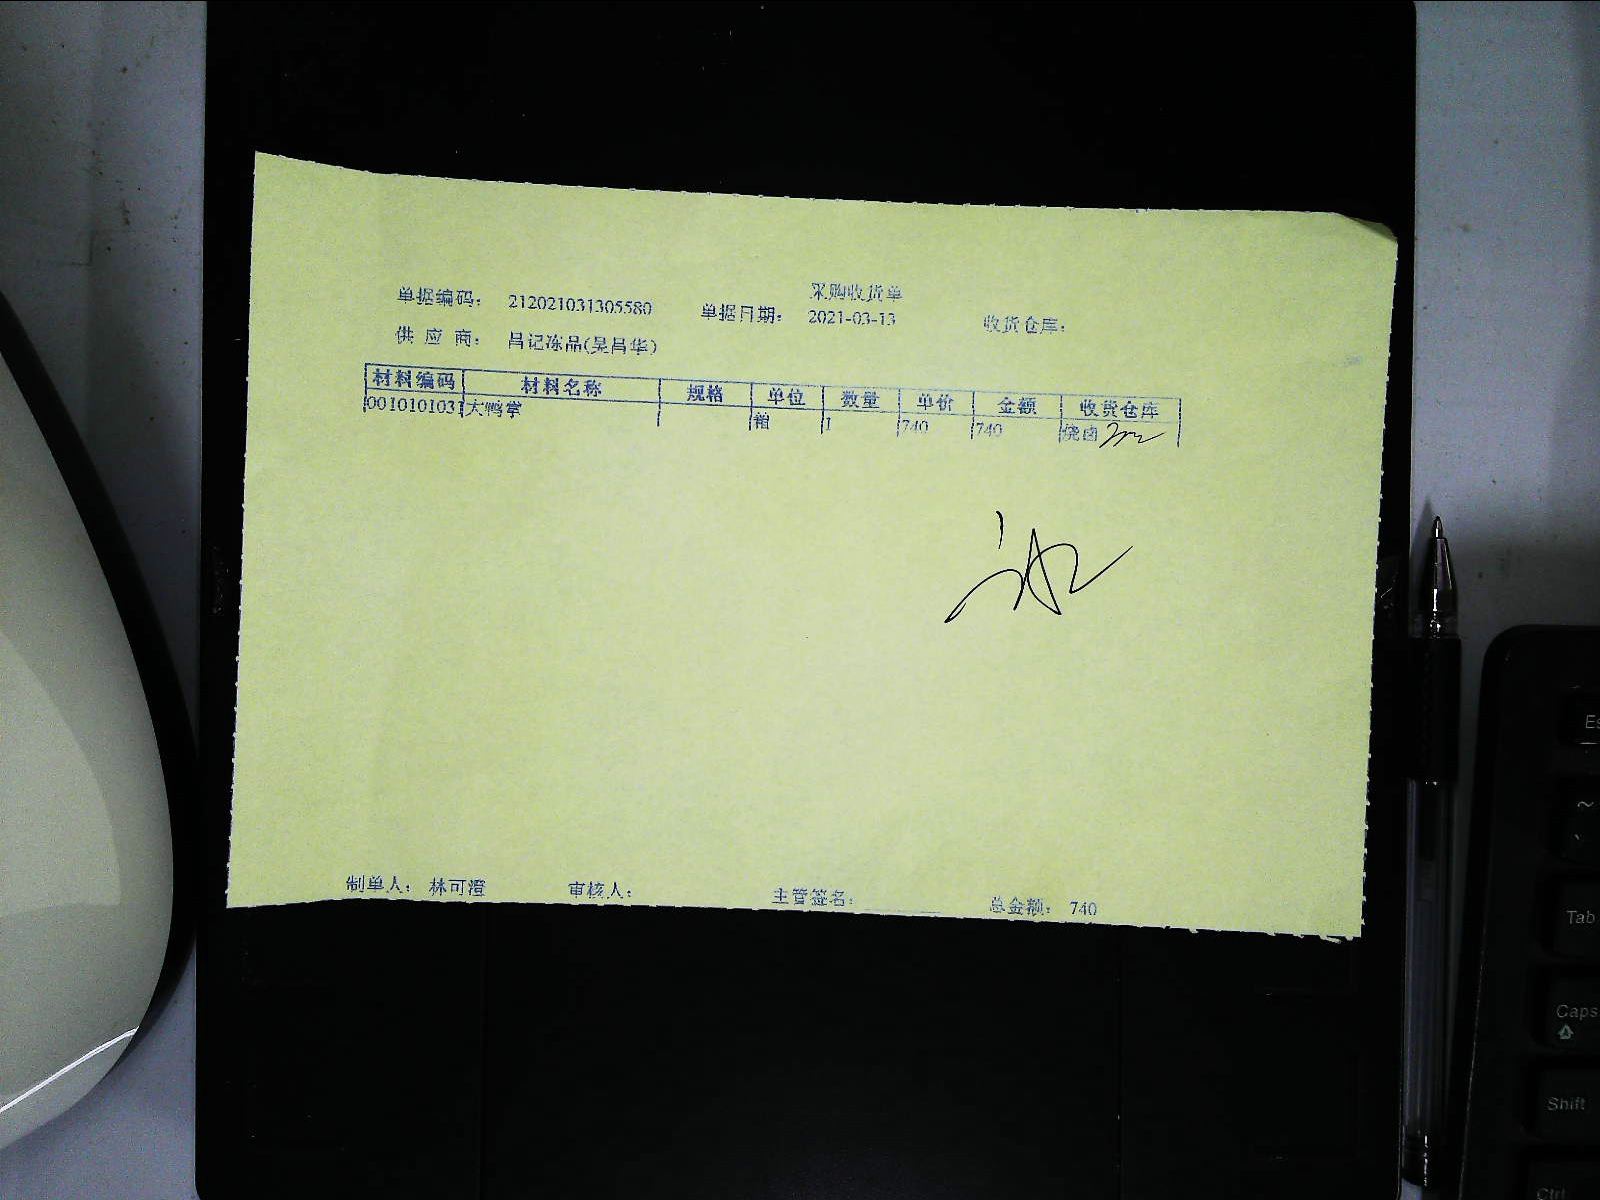 采购收货单
单据编码： 212021031305580 单据日期： 2021-03-13 收货仓库：
供应商： 吕记冻品(吴吕华)
材料编码 材料名称 规格 单位 数量 单价 金额 收货仓库
0010101031 大鸭掌 箱 1 740 740 烧卤
制单人： 林可澄 审核人： 主管签名： 总金额： 740
Es
~
Tab
Caps
Shift
Ctrl